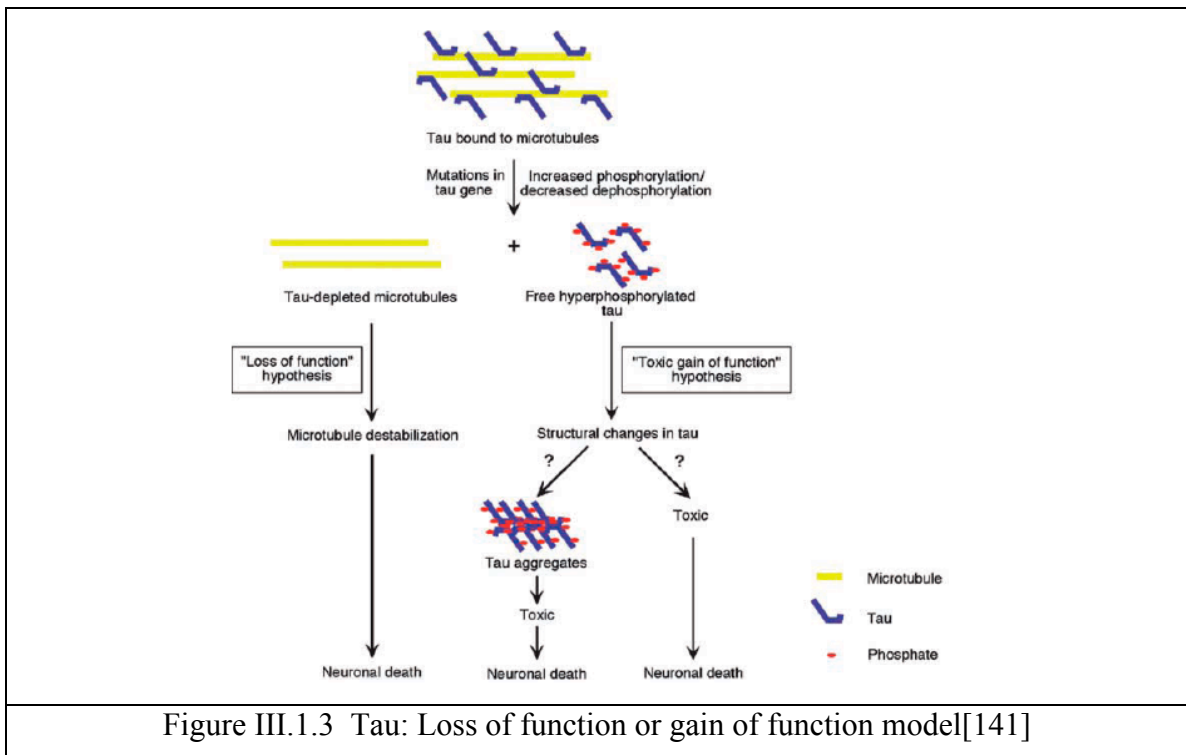 Tau bound to microtubules
Mutations in
tau gene
Increased phosphorylation/
decreased dephosphorylation
+
Tau-depleted microtubules
Free hyperphosphorylated
tau
"Loss of function"
hypothesis
"Toxic gain of function"
hypothesis
Microtubule destabilization
Structural changes in tau
?
?
Toxic
Tau aggregates
Toxic
Microtubule
Tau
Phosphate
Neuronal death
Neuronal death
Neuronal death
Figure III.1.3 Tau: Loss of function or gain of function model[141]